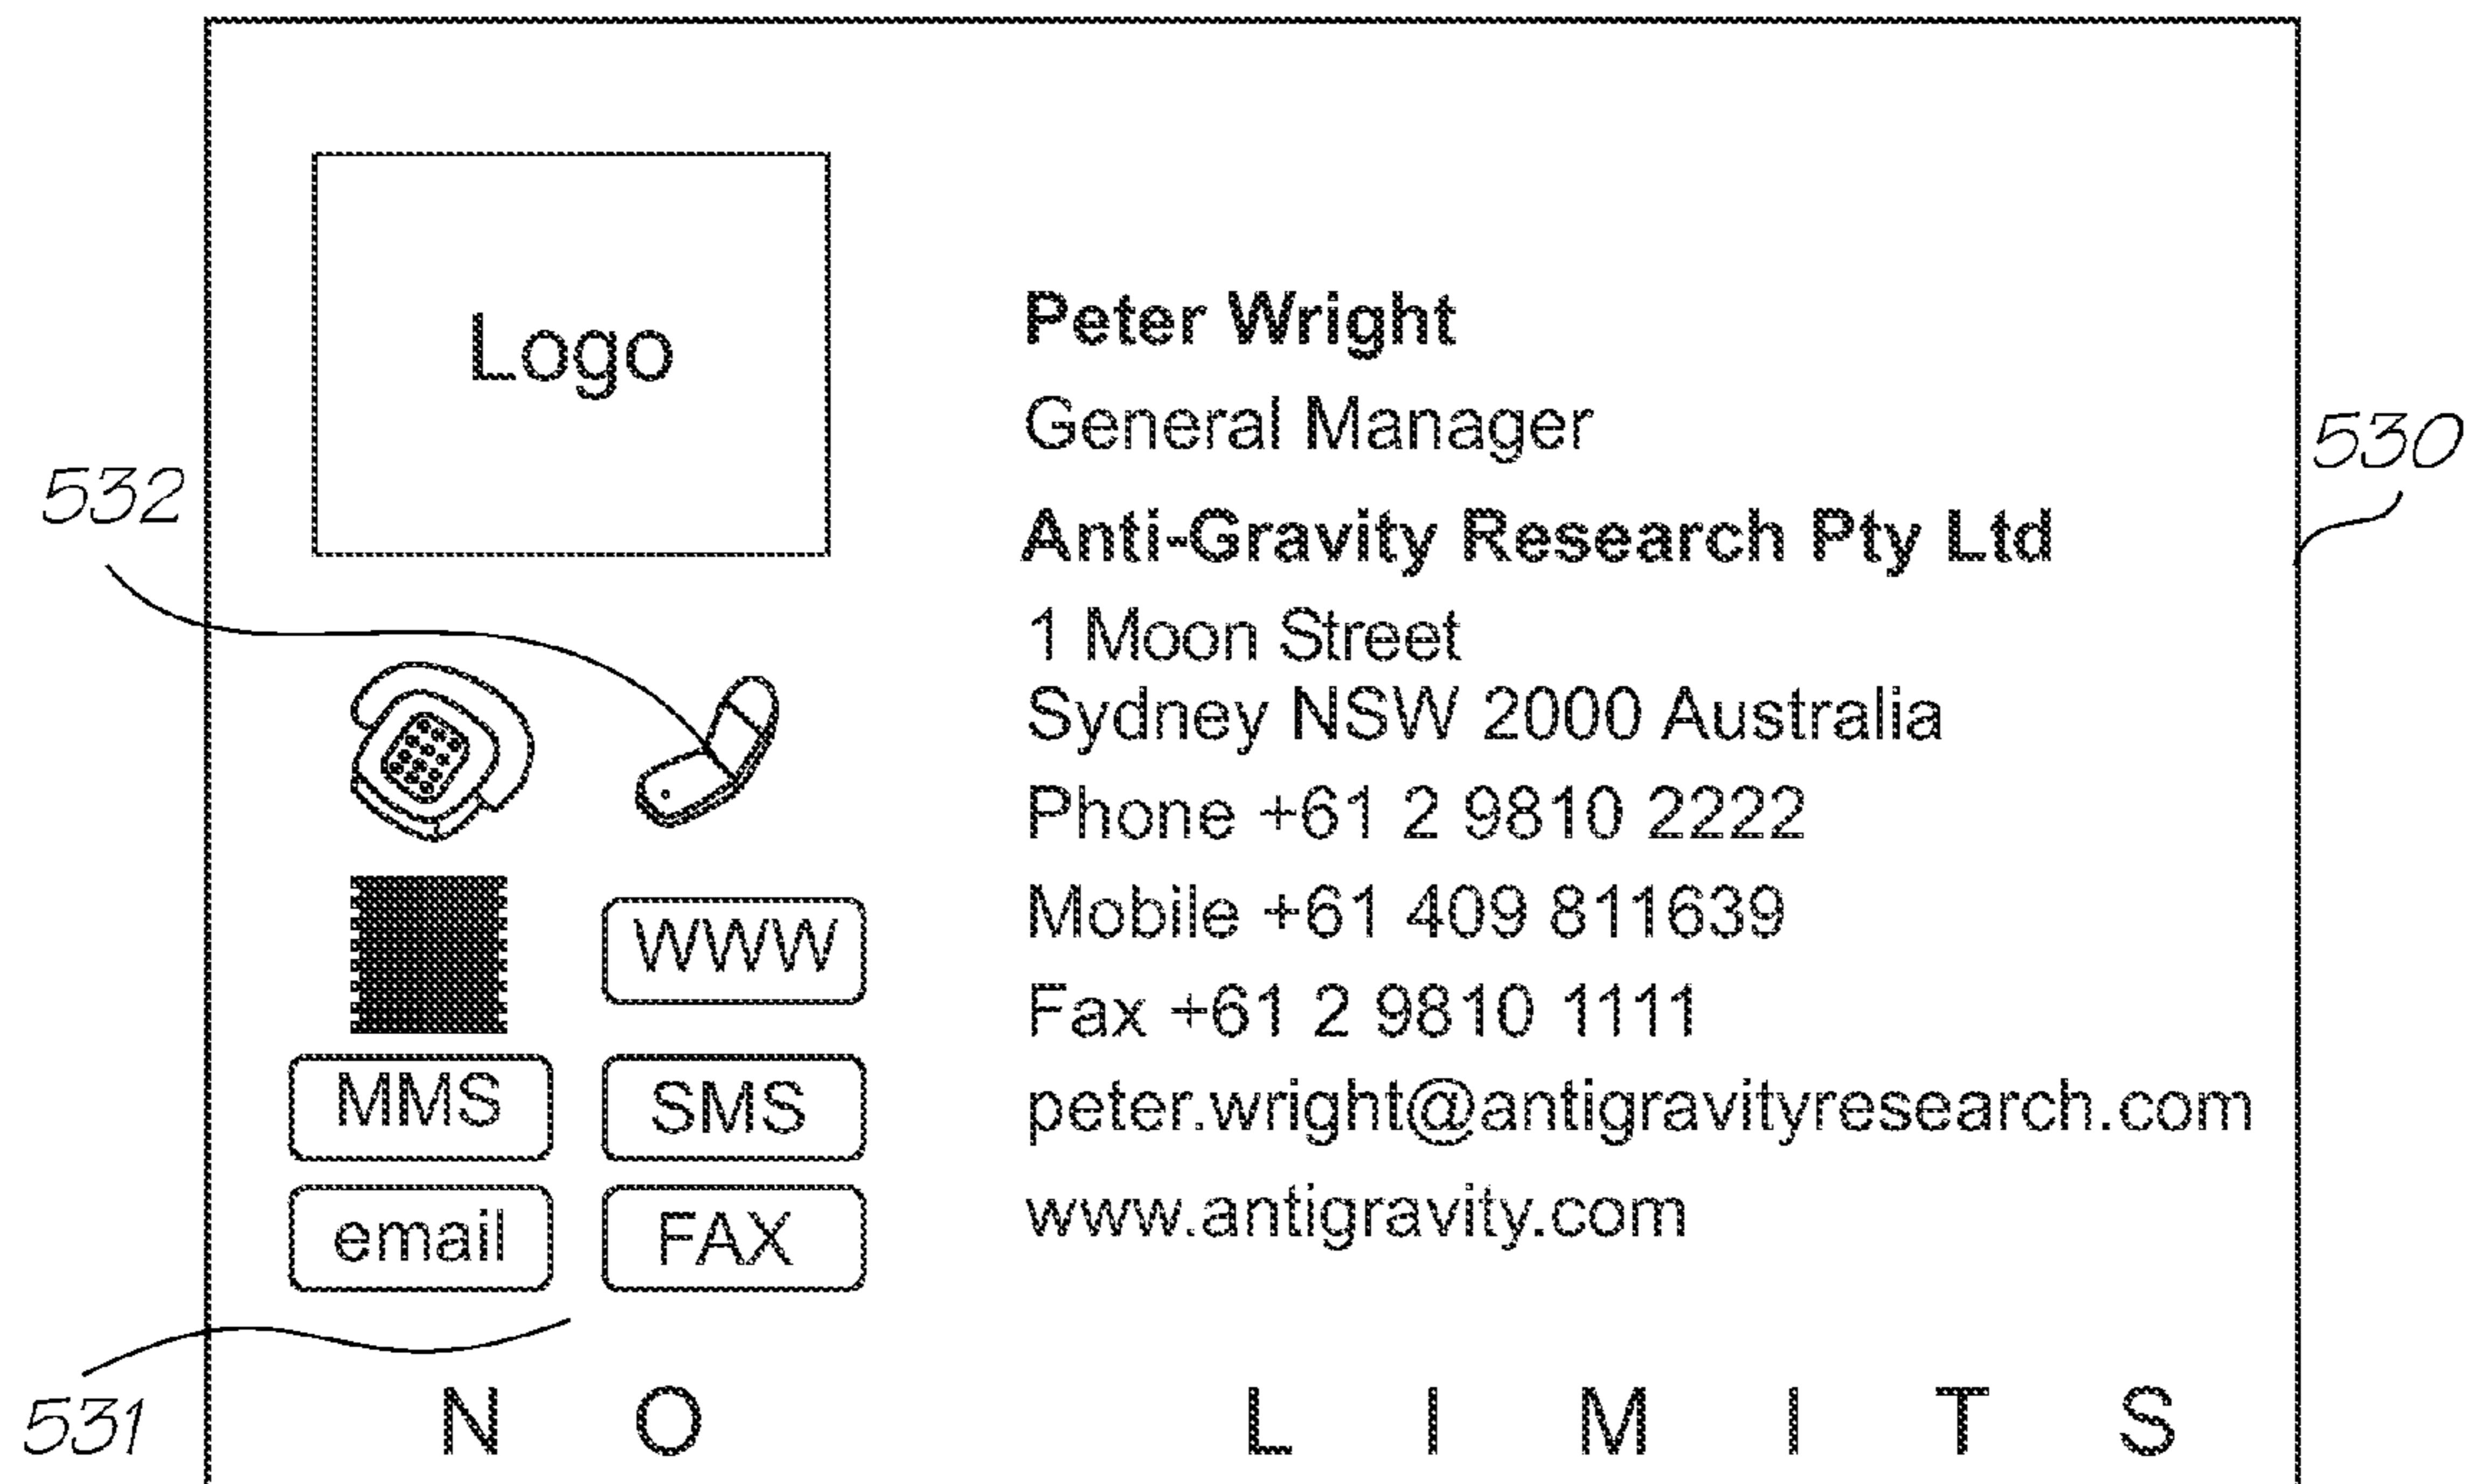 Logo
532
WWW
MMS
SMS
email
FAX
531
Peter Wright
General Manager
Anti-Gravity Research Pty Ltd
1 Moon Street
Sydney NSW 2000 Australia
Phone +61 2 9810 2222
Mobile +61 409 811639
Fax +61 2 9810 1111
peter.wright@antigravityresearch.com
www.antigravity.com
530
N O L I M I T S